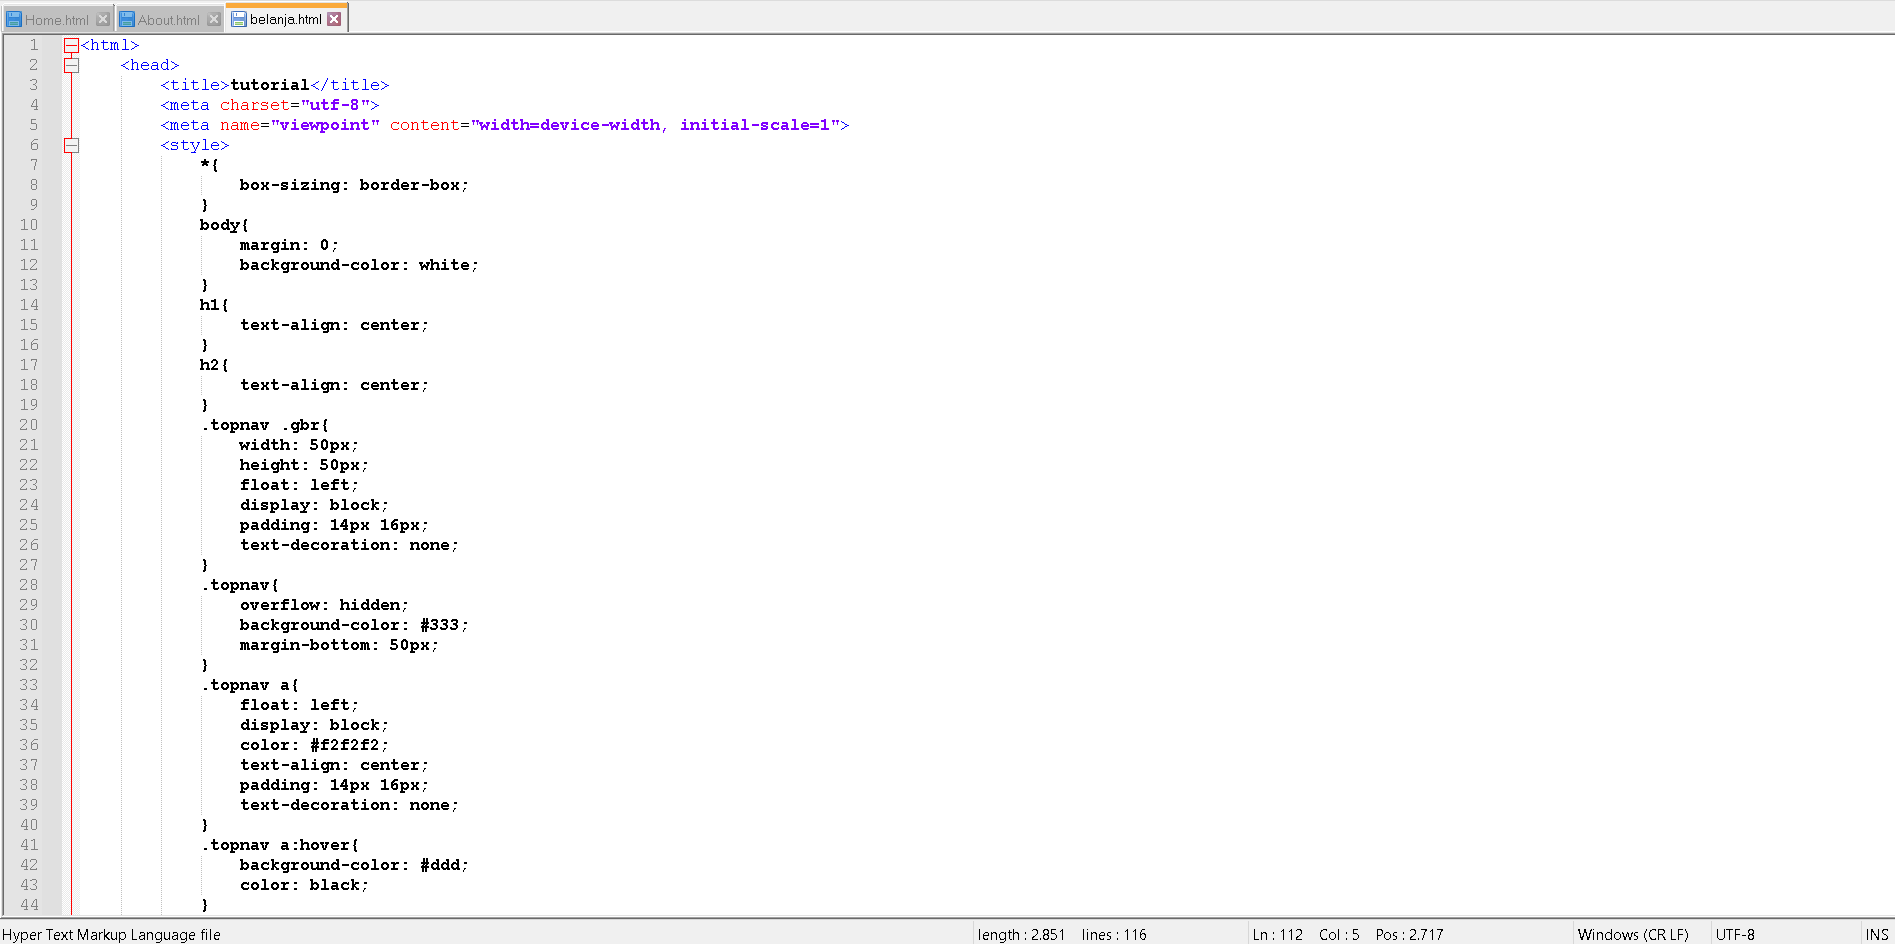 Home.html About.html belanja.html
1 <html>
2 <head>
3 <title>tutorial</title>
4 <meta charset="utf-8">
5 <meta name="viewpoint" content="width=device-width, initial-scale=1">
6 <style>
7 *{
8 box-sizing: border-box;
9 }
10 body{
11 margin: 0;
12 background-color: white;
13 }
14 h1{
15 text-align: center;
16 }
17 h2{
18 text-align: center;
19 }
20 .topnav .gbr{
21 width: 50px;
22 height: 50px;
23 float: left;
24 display: block;
25 padding: 14px 16px;
26 text-decoration: none;
27 }
28 .topnav{
29 overflow: hidden;
30 background-color: #333;
31 margin-bottom: 50px;
32 }
33 .topnav a{
34 float: left;
35 display: block;
36 color: #f2f2f2;
37 text-align: center;
38 padding: 14px 16px;
39 text-decoration: none;
40 }
41 .topnav a:hover{
42 background-color: #ddd;
43 color: black;
44 }
Hyper Text Markup Language file length : 2.851 lines : 116 Ln : 112 Col : 5 Pos : 2.717 Windows (CR LF) UTF-8 INS